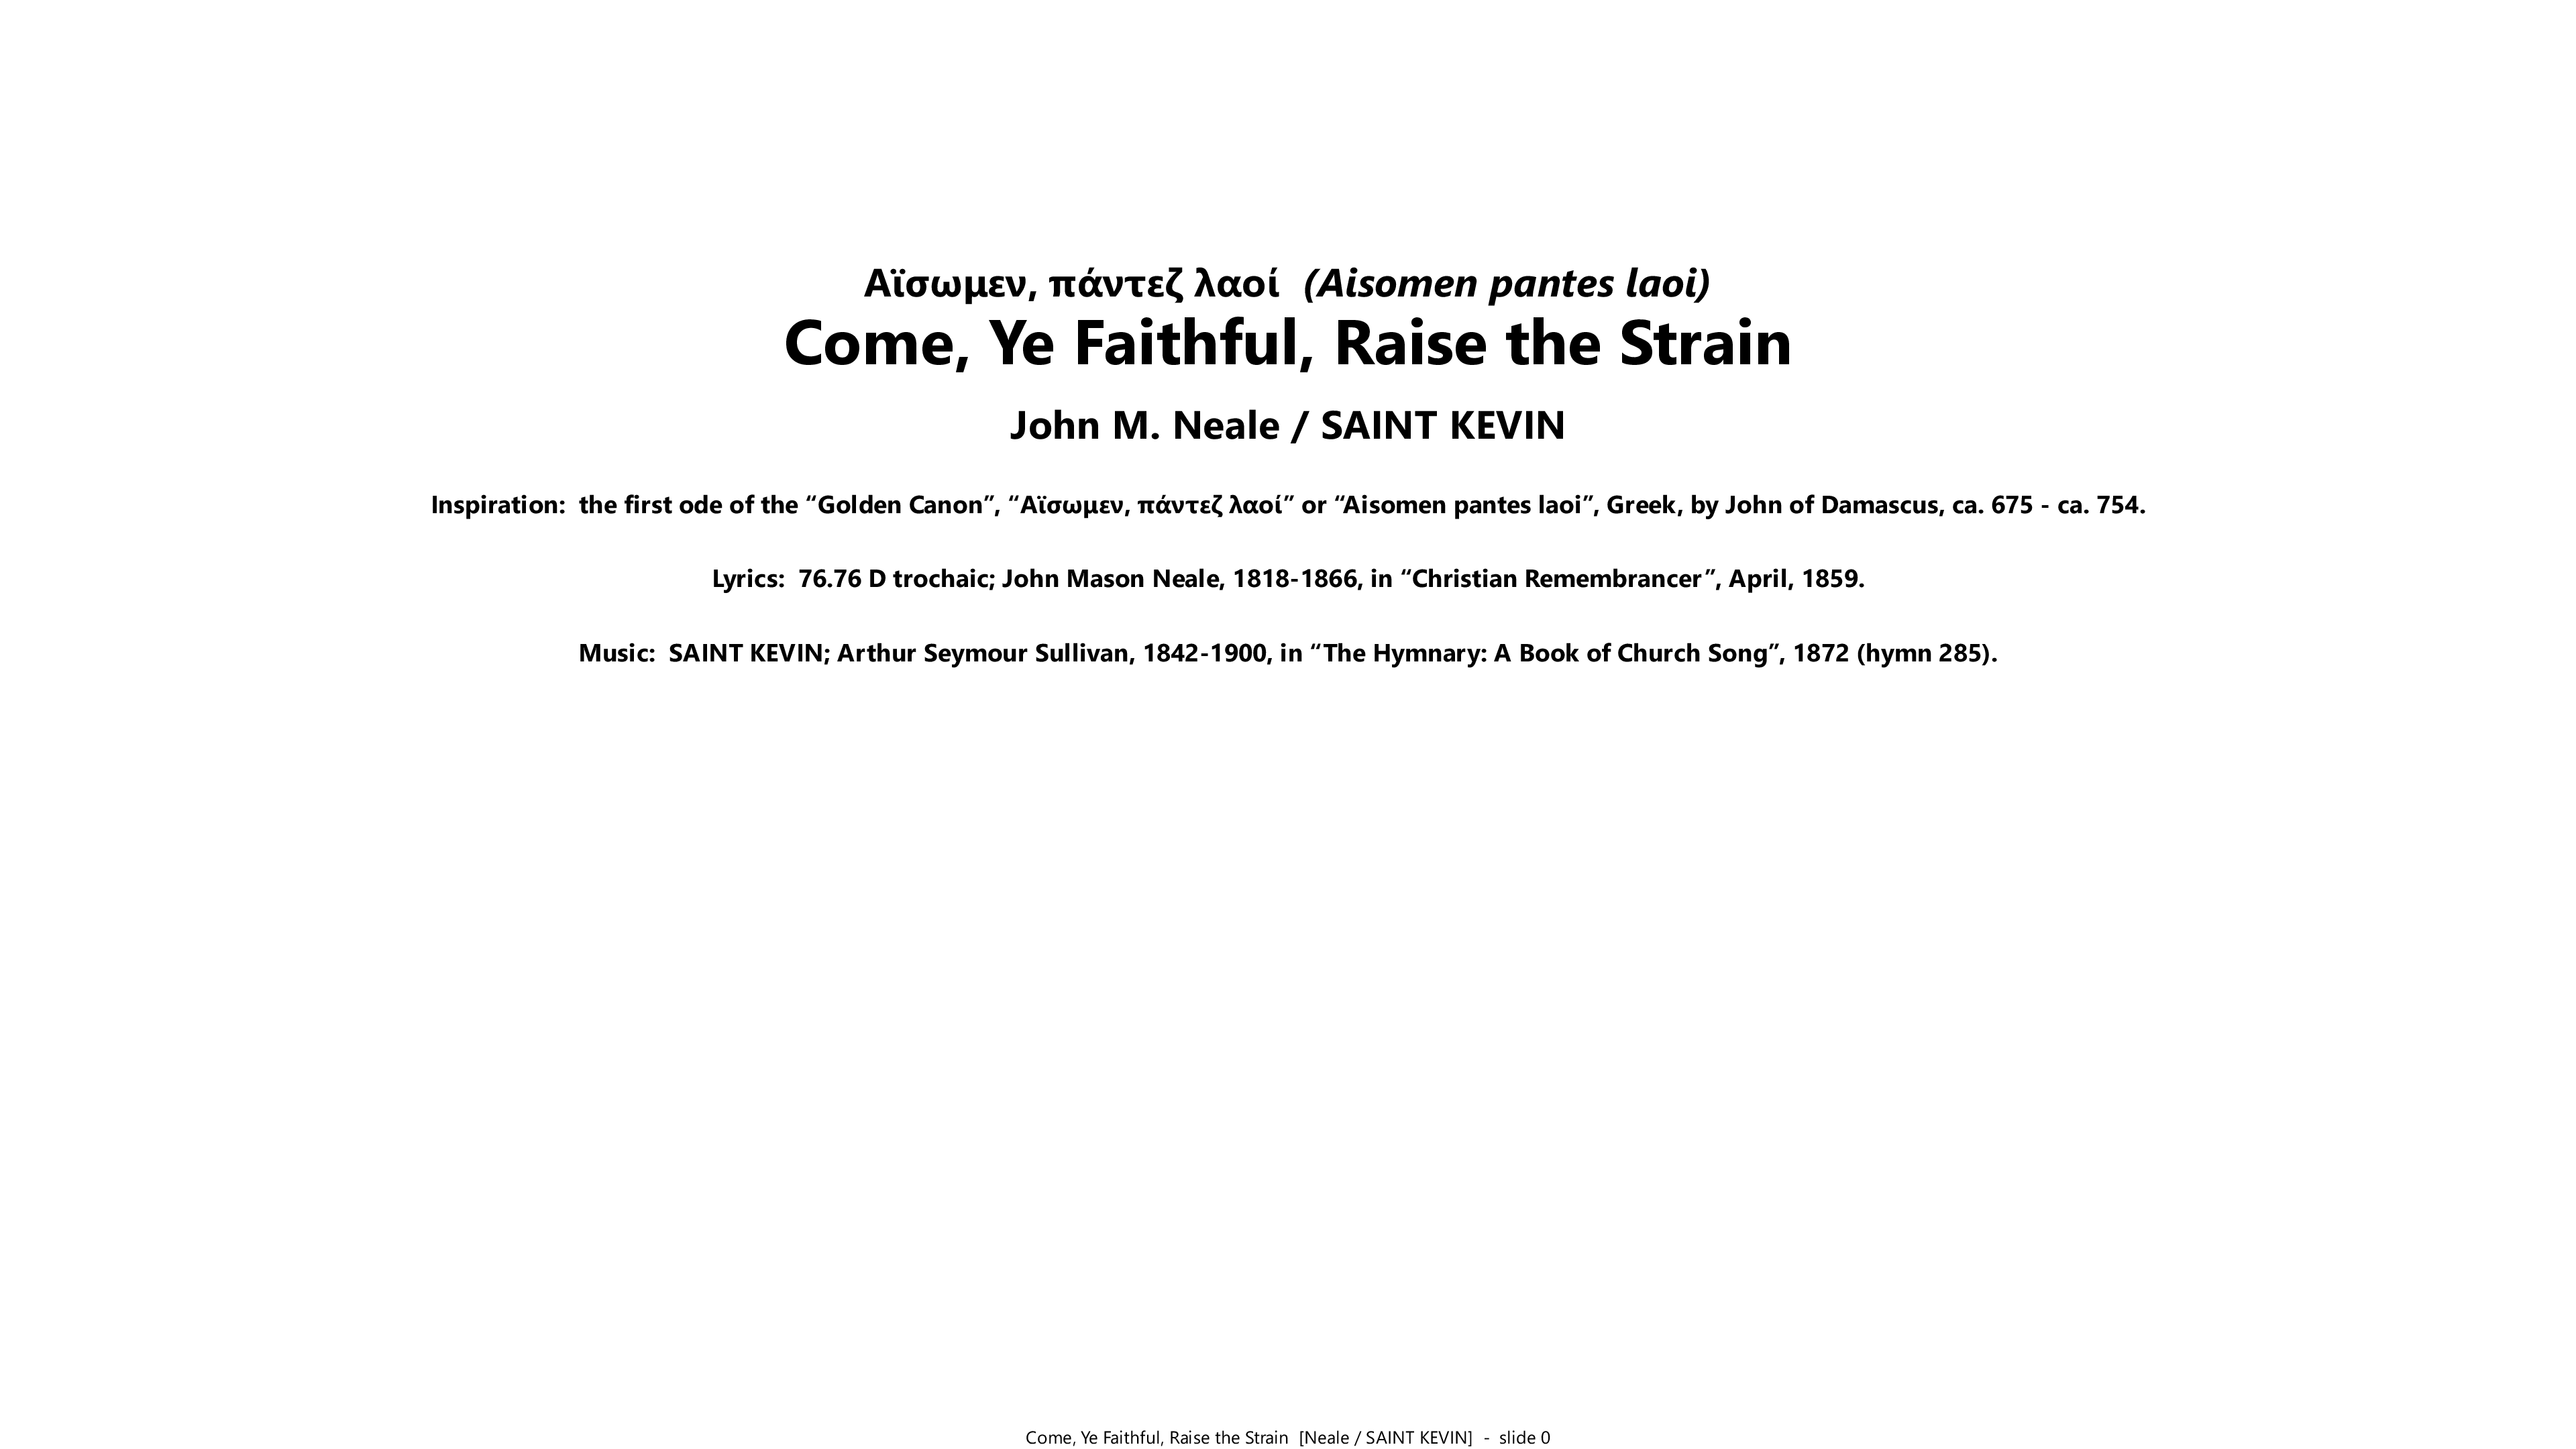 Αϊσωμεν, πάντεζ λαοί  (Aisomen pantes laoi)
Come, Ye Faithful, Raise the Strain
John M. Neale / SAINT KEVIN
Inspiration:  the first ode of the “Golden Canon”, “Αϊσωμεν, πάντεζ λαοί” or “Aisomen pantes laoi”, Greek, by John of Damascus, ca. 675 - ca. 754.
Lyrics:  76.76 D trochaic; John Mason Neale, 1818-1866, in “Christian Remembrancer”, April, 1859.
Music:  SAINT KEVIN; Arthur Seymour Sullivan, 1842-1900, in “The Hymnary: A Book of Church Song”, 1872 (hymn 285).
Come, Ye Faithful, Raise the Strain  [Neale / SAINT KEVIN]  -  slide 0